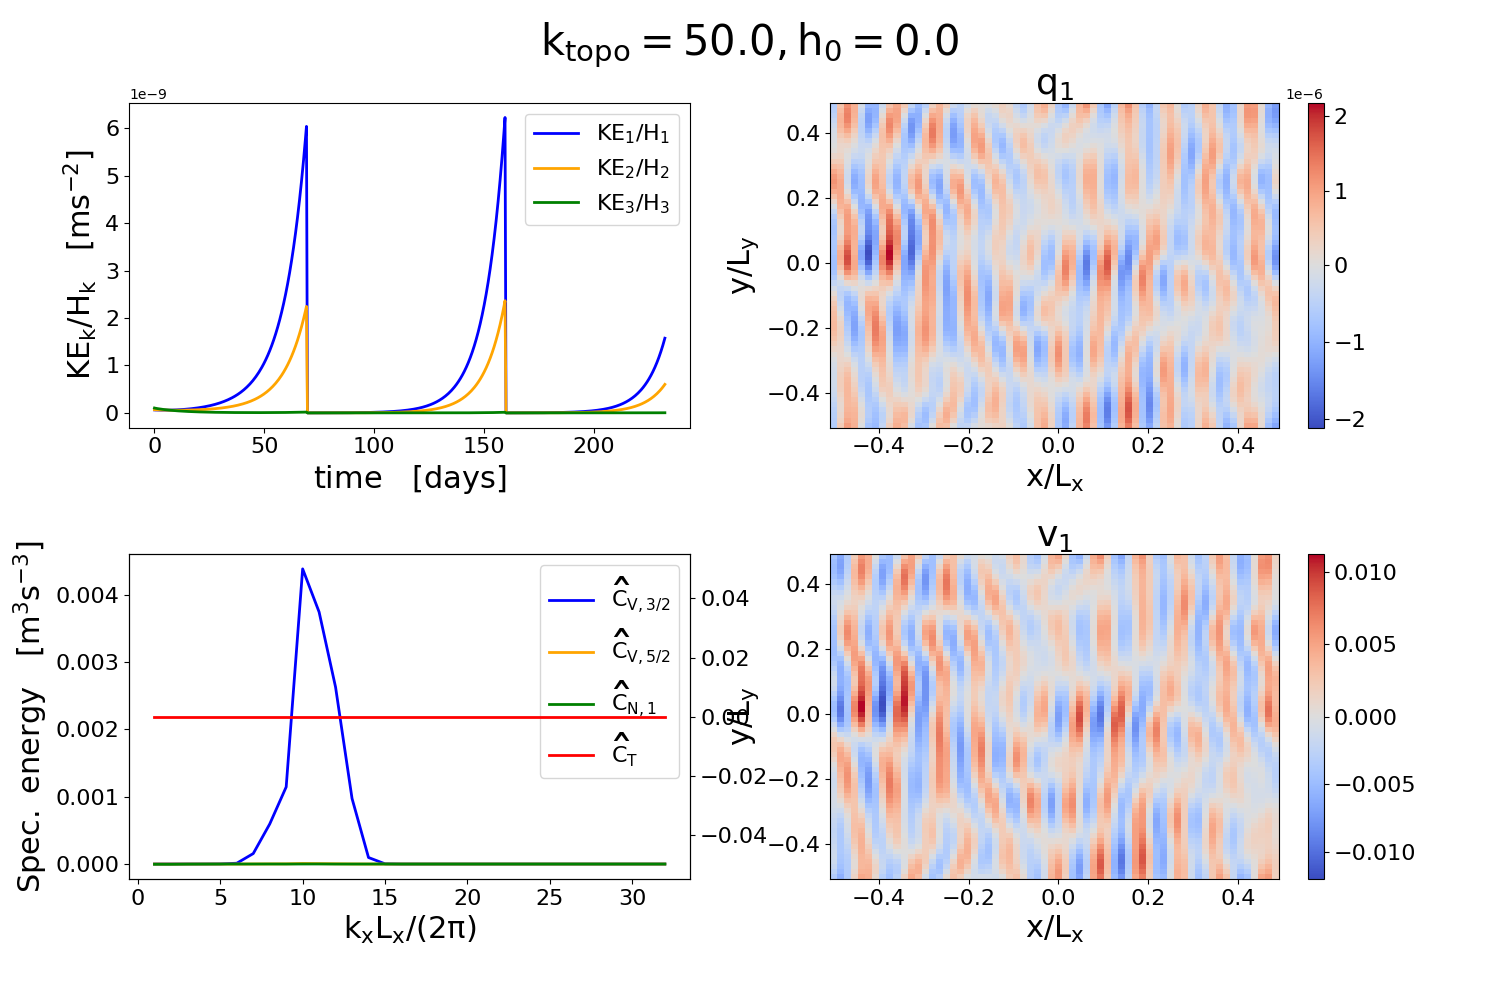 k_topo = 50.0, h_0 = 0.0
1e−9
KE_k/H_k [ms^−2]
6
5
4
3
2
1
0
0 50 100 150 200
time [days]
KE_1/H_1
KE_2/H_2
KE_3/H_3
q_1
1e−6
y/L_y
0.4
0.2
0.0
−0.2
−0.4
−0.4 −0.2 0.0 0.2 0.4
x/L_x
2
1
0
−1
−2
Spec. energy [m^3s^−3]
0.004
0.003
0.002
0.001
0.000
0 5 10 15 20 25 30
k_xL_x/(2π)
Ĉ_V,3/2
Ĉ_V,5/2
Ĉ_N,1
Ĉ_T
0.04
0.02
0.00
−0.02
−0.04
v_1
y/L_y
0.4
0.2
0.0
−0.2
−0.4
−0.4 −0.2 0.0 0.2 0.4
x/L_x
0.010
0.005
0.000
−0.005
−0.010